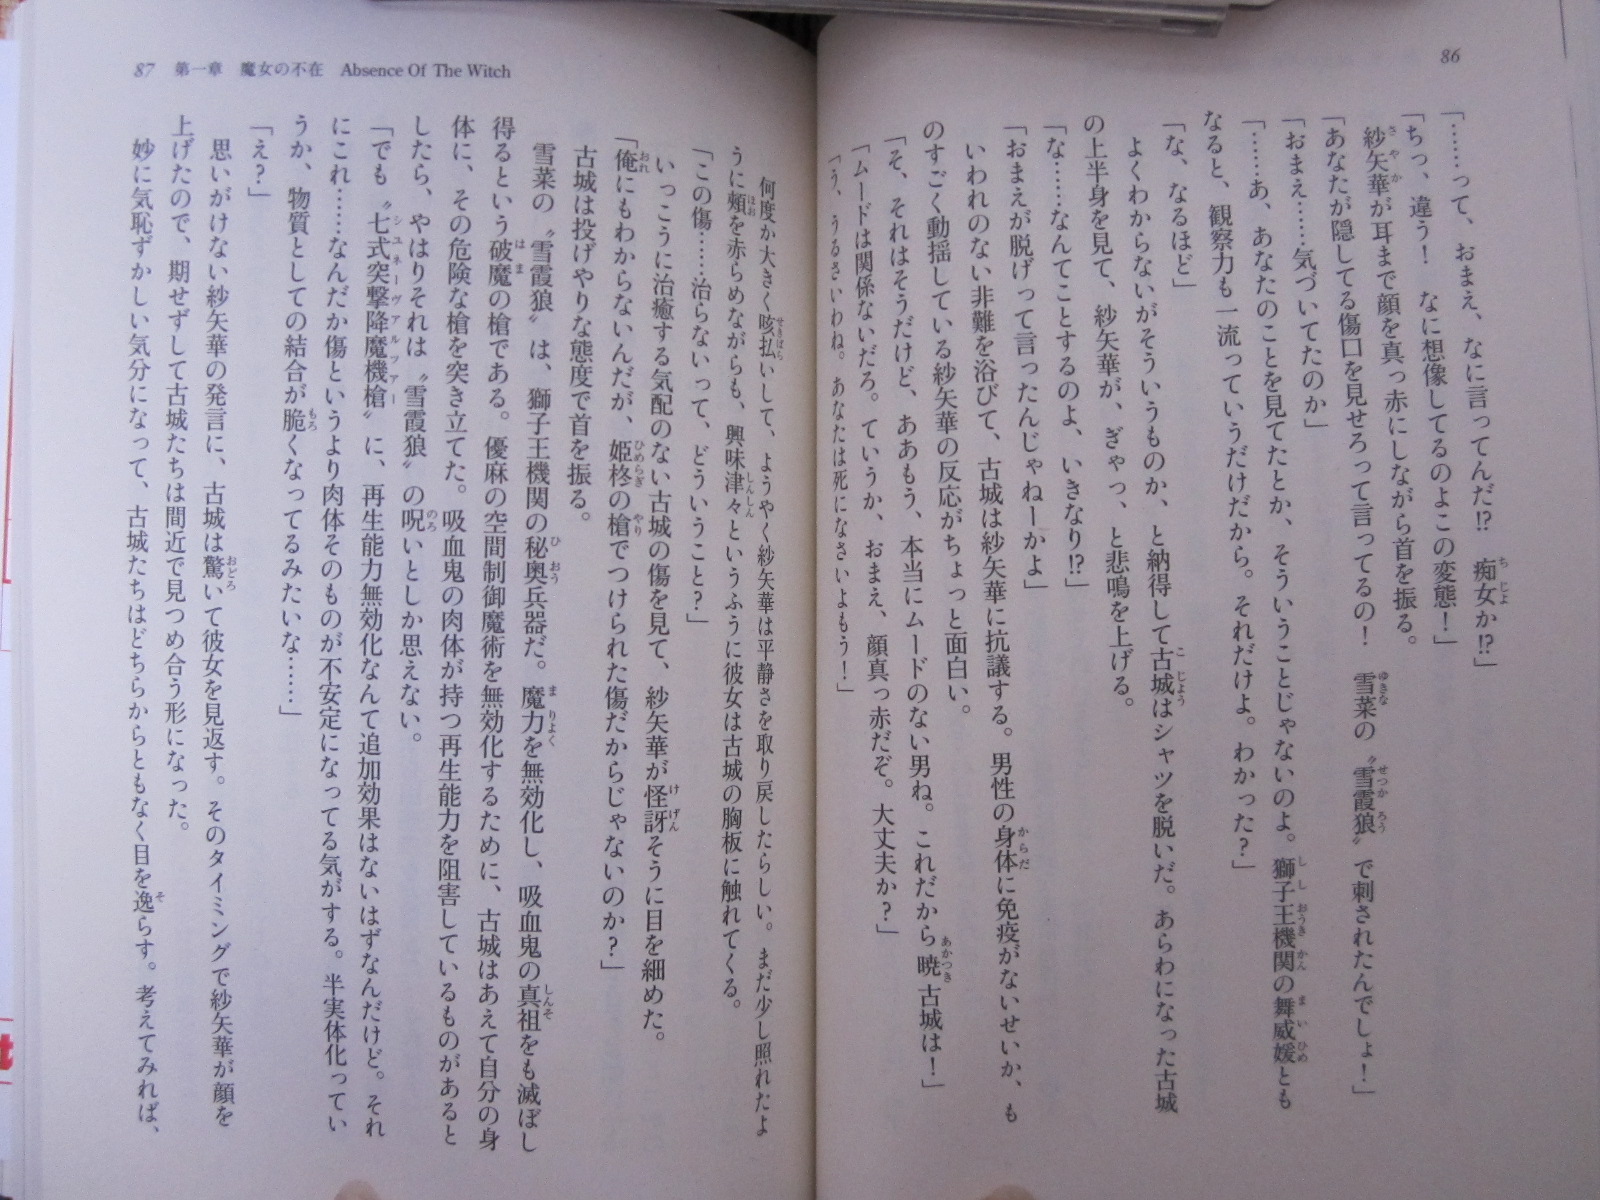 86
「……って、おまえ、なに言ってんだ!?　痴女か!?」
「ちっ、違う！　なに想像してるのよこの変態！」
紗矢華が耳まで顔を真っ赤にしながら首を振る。
「あなたが隠してる傷口を見せろって言ってるの！　雪菜の〝雪霞狼〟で刺されたんでしょ！」
「おまえ……気づいてたのか」
「……あ、あなたのことを見てたとか、そういうことじゃないのよ。獅子王機関の舞威媛とも
なると、観察力も一流っていうだけだから。それだけよ。わかった？」
「な、なるほど」
よくわからないがそういうものか、と納得して古城はシャツを脱いだ。あらわになった古城
の上半身を見て、紗矢華が、ぎゃっ、と悲鳴を上げる。
「な……なんてことするのよ、いきなり!?」
「おまえが脱げって言ったんじゃねーかよ」
いわれのない非難を浴びて、古城は紗矢華に抗議する。男性の身体に免疫がないせいか、も
のすごく動揺している紗矢華の反応がちょっと面白い。
「そ、それはそうだけど、ああもう、本当にムードのない男ね。これだから暁古城は！」
「ムードは関係ないだろ。ていうか、おまえ、顔真っ赤だぞ。大丈夫か？」
「う、うるさいわね。あなたは死になさいよもう！」
87　第一章　魔女の不在　Absence Of The Witch
何度か大きく咳払いして、ようやく紗矢華は平静さを取り戻したらしい。まだ少し照れたよ
うに頬を赤らめながらも、興味津々というふうに彼女は古城の胸板に触れてくる。
「この傷……治らないって、どういうこと？」
いっこうに治癒する気配のない古城の傷を見て、紗矢華が怪訝そうに目を細めた。
「俺にもわからないんだが、姫柊の槍でつけられた傷だからじゃないのか？」
古城は投げやりな態度で首を振る。
雪菜の〝雪霞狼〟は、獅子王機関の秘奥兵器だ。魔力を無効化し、吸血鬼の真祖をも滅ぼし
得るという破魔の槍である。優麻の空間制御魔術を無効化するために、古城はあえて自分の身
体に、その危険な槍を突き立てた。吸血鬼の肉体が持つ再生能力を阻害しているものがあると
したら、やはりそれは〝雪霞狼〟の呪いとしか思えない。
「でも〝七式突撃降魔機槍〟に、再生能力無効化なんて追加効果はないはずなんだけど。それ
にこれ……なんだか傷というより肉体そのものが不安定になってる気がする。半実体化ってい
うか、物質としての結合が脆くなってるみたいな……」
「え？」
思いがけない紗矢華の発言に、古城は驚いて彼女を見返す。そのタイミングで紗矢華が顔を
上げたので、期せずして古城たちは間近で見つめ合う形になった。
妙に気恥ずかしい気分になって、古城たちはどちらからともなく目を逸らす。考えてみれば、